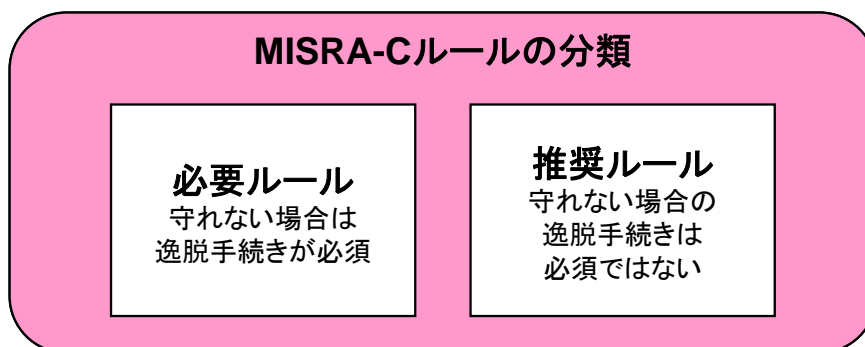 MISRA-Cルールの分類
必要ルール
守れない場合は
逸脱手続きが必須
推奨ルール
守れない場合の
逸脱手続きは
必須ではない